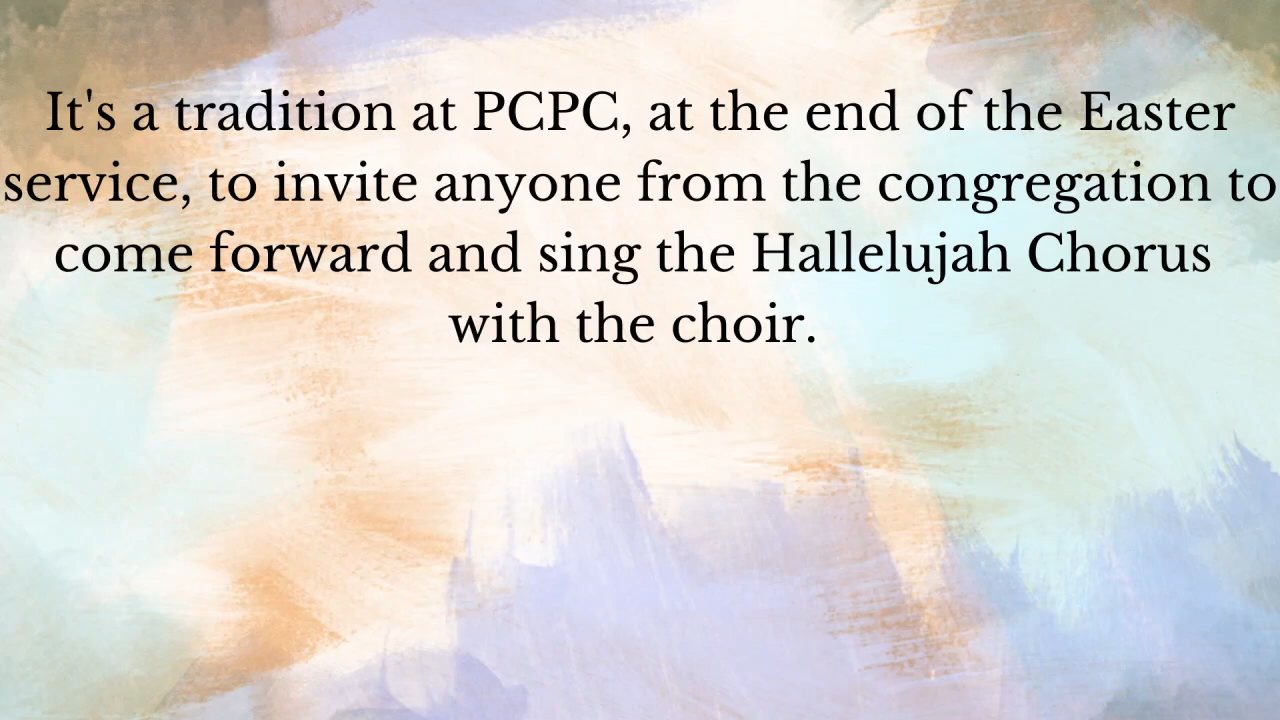 It's a tradition at PCPC, at the end of the Easter
service, to invite anyone from the congregation to
come forward and sing the Hallelujah Chorus
with the choir.